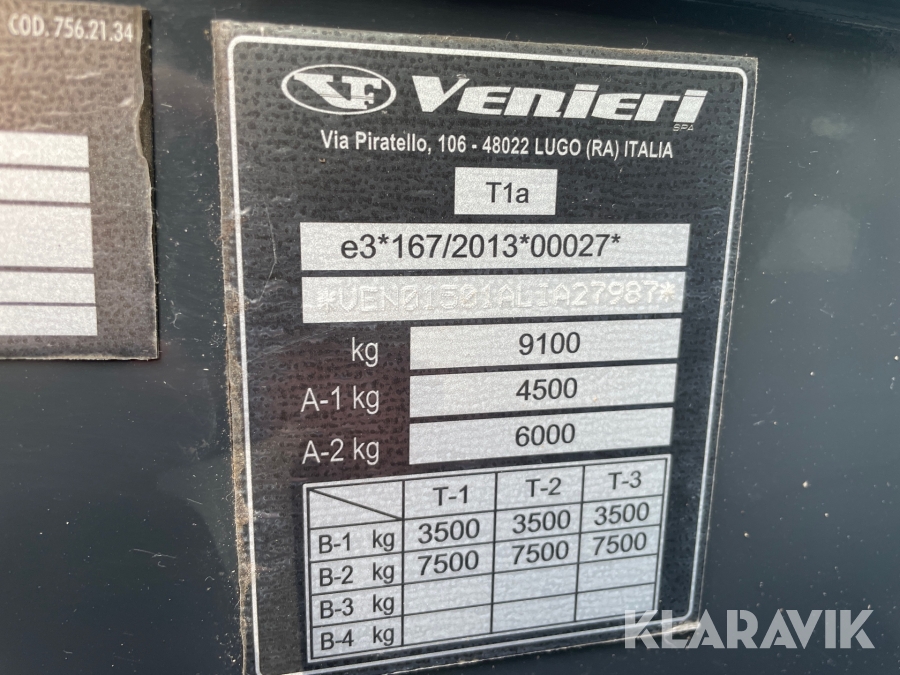 COD. 756.21.34
VF Venieri
SPA
Via Piratello, 106 - 48022 LUGO (RA) ITALIA
T1a
e3*167/2013*00027*
*VEN01501ALIA27987*
kg 9100
A-1 kg 4500
A-2 kg 6000
T-1 T-2 T-3
B-1 kg 3500 3500 3500
B-2 kg 7500 7500 7500
B-3 kg
B-4 kg
KLARAVIK